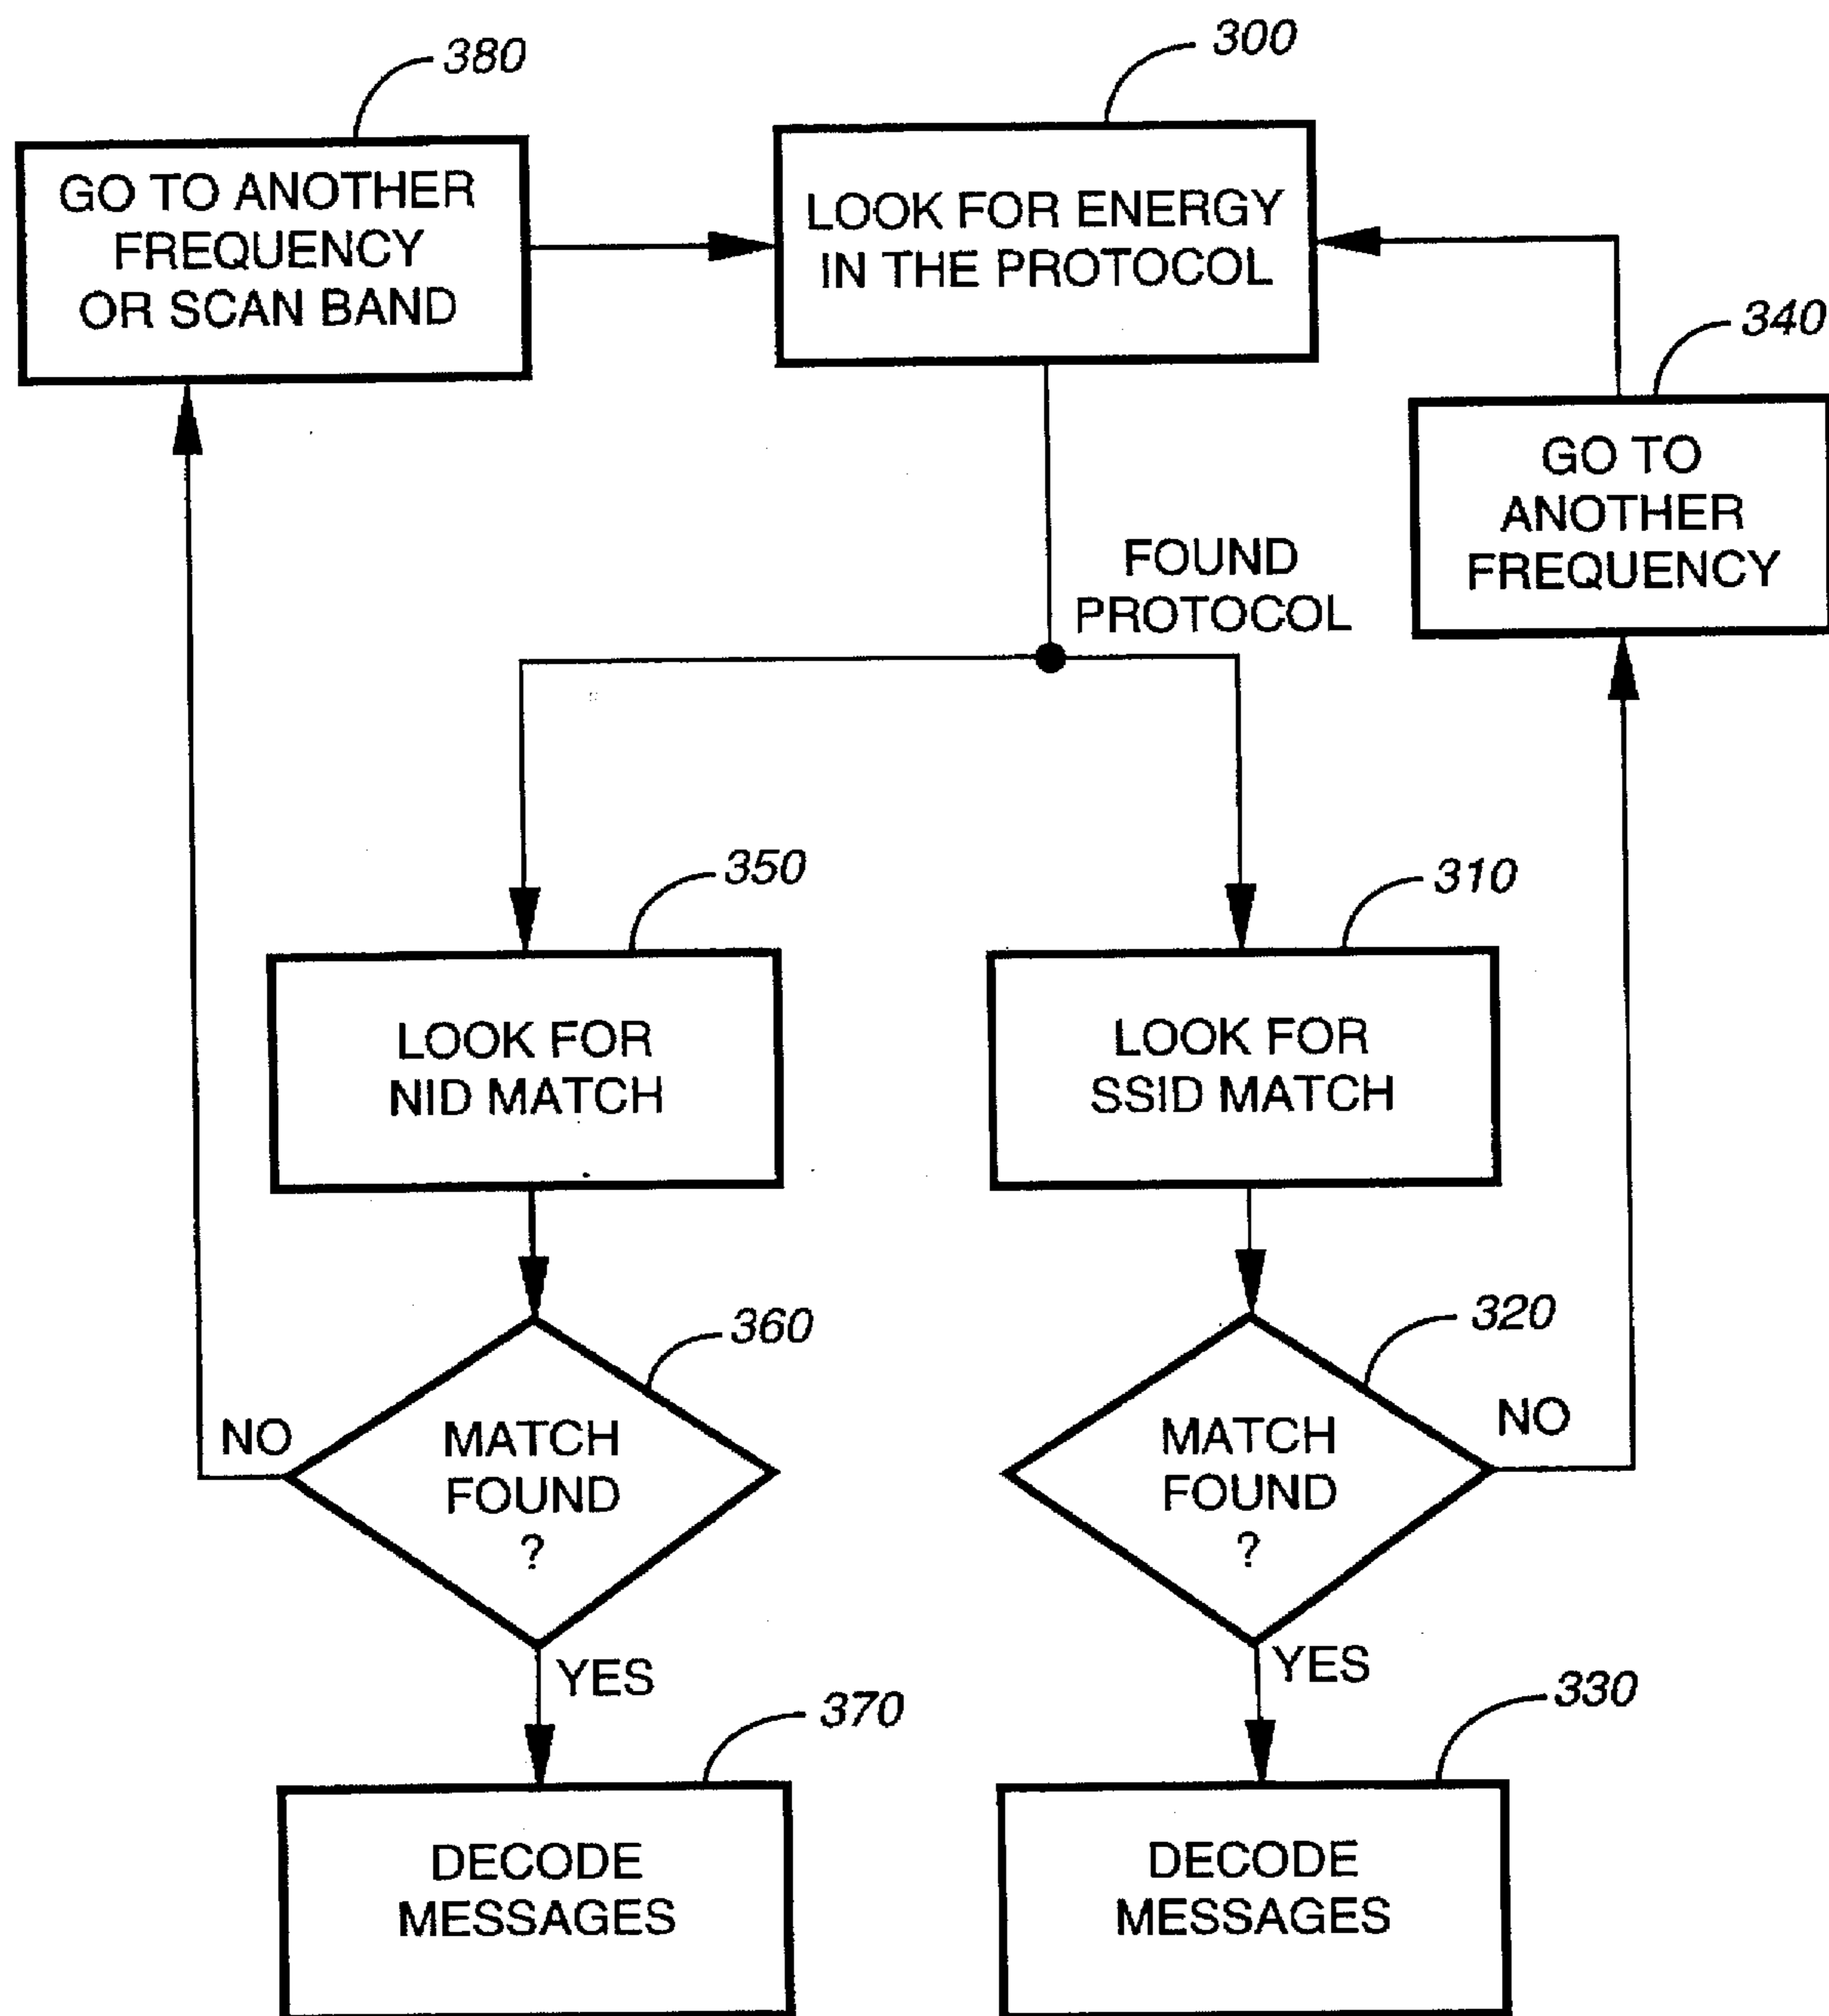 380
300
GO TO ANOTHER
FREQUENCY
OR SCAN BAND
LOOK FOR ENERGY
IN THE PROTOCOL
340
GO TO
ANOTHER
FREQUENCY
FOUND
PROTOCOL
350
310
LOOK FOR
NID MATCH
LOOK FOR
SSID MATCH
360
320
NO
MATCH
FOUND
?
MATCH
FOUND
?
NO
YES
YES
370
330
DECODE
MESSAGES
DECODE
MESSAGES